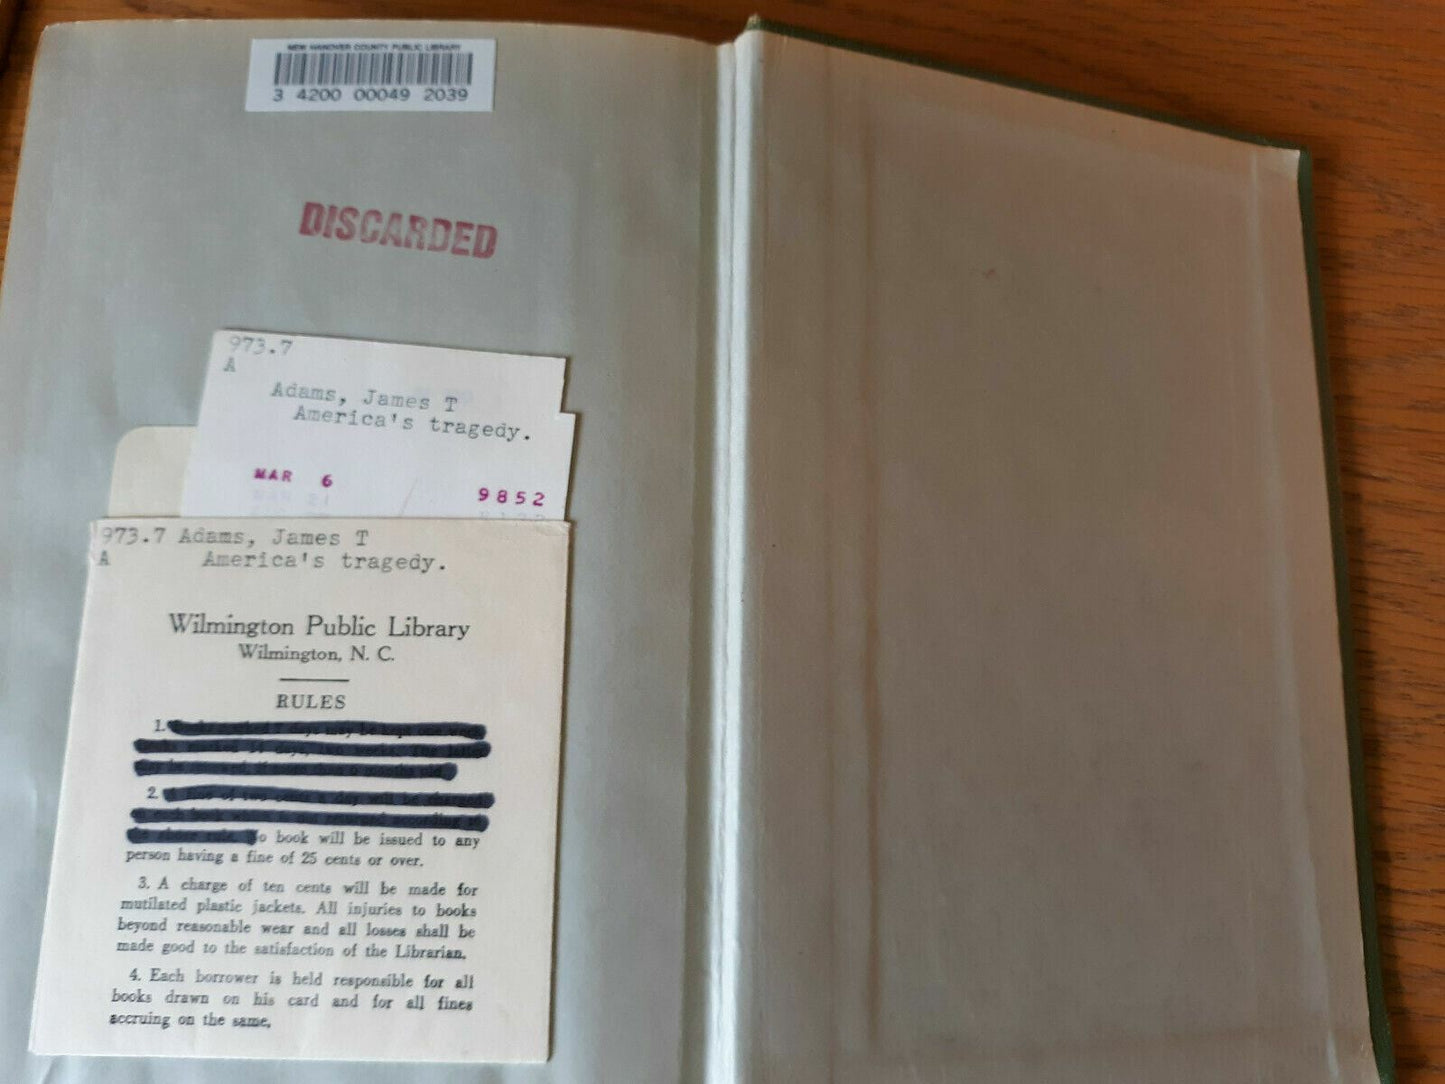 NEW HANOVER COUNTY PUBLIC LIBRARY
3 4200 00049 2039
DISCARDED
973.7
A
Adams, James T
America's tragedy.
MAR 6 9852
973.7 Adams, James T
A America's tragedy.
Wilmington Public Library
Wilmington, N. C.
RULES
1.
2.
o book will be issued to any
person having a fine of 25 cents or over.
3. A charge of ten cents will be made for
mutilated plastic jackets. All injuries to books
beyond reasonable wear and all losses shall be
made good to the satisfaction of the Librarian.
4. Each borrower is held responsible for all
books drawn on his card and for all fines
accruing on the same.